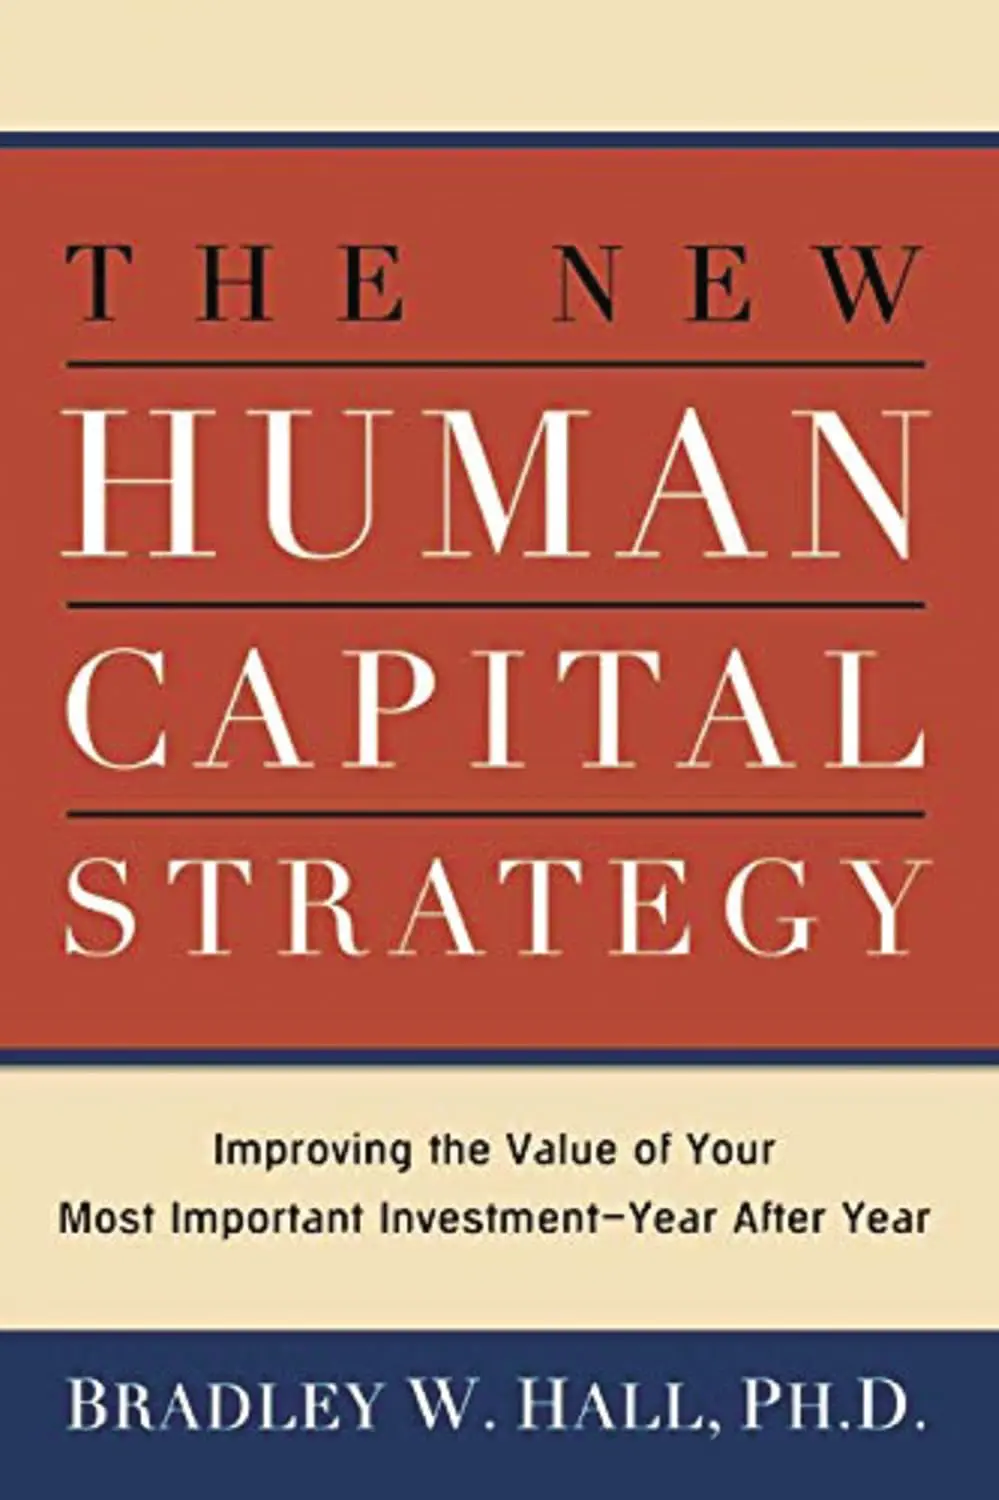 THE NEW
HUMAN
CAPITAL
STRATEGY
Improving the Value of Your
Most Important Investment–Year After Year
BRADLEY W. HALL, PH.D.